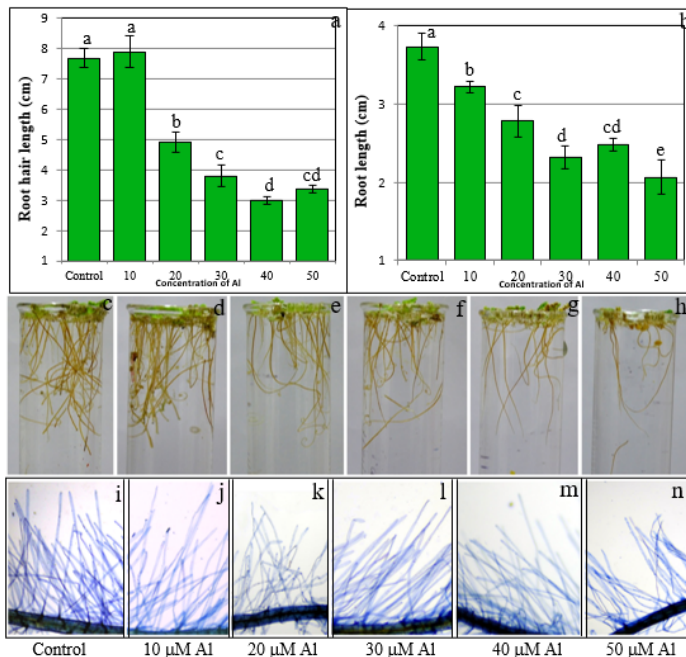 a
9
8
7
6
5
4
3
2
1
Root hair length (cm)
a
a
b
c
d
cd
Control 10 20 30 40 50
Concentration of Al
b
4
3
2
1
Root length (cm)
a
b
c
d
cd
e
Control 10 20 30 40 50
Concentration of Al
c d e f g h
i j k l m n
Control 10 µM Al 20 µM Al 30 µM Al 40 µM Al 50 µM Al